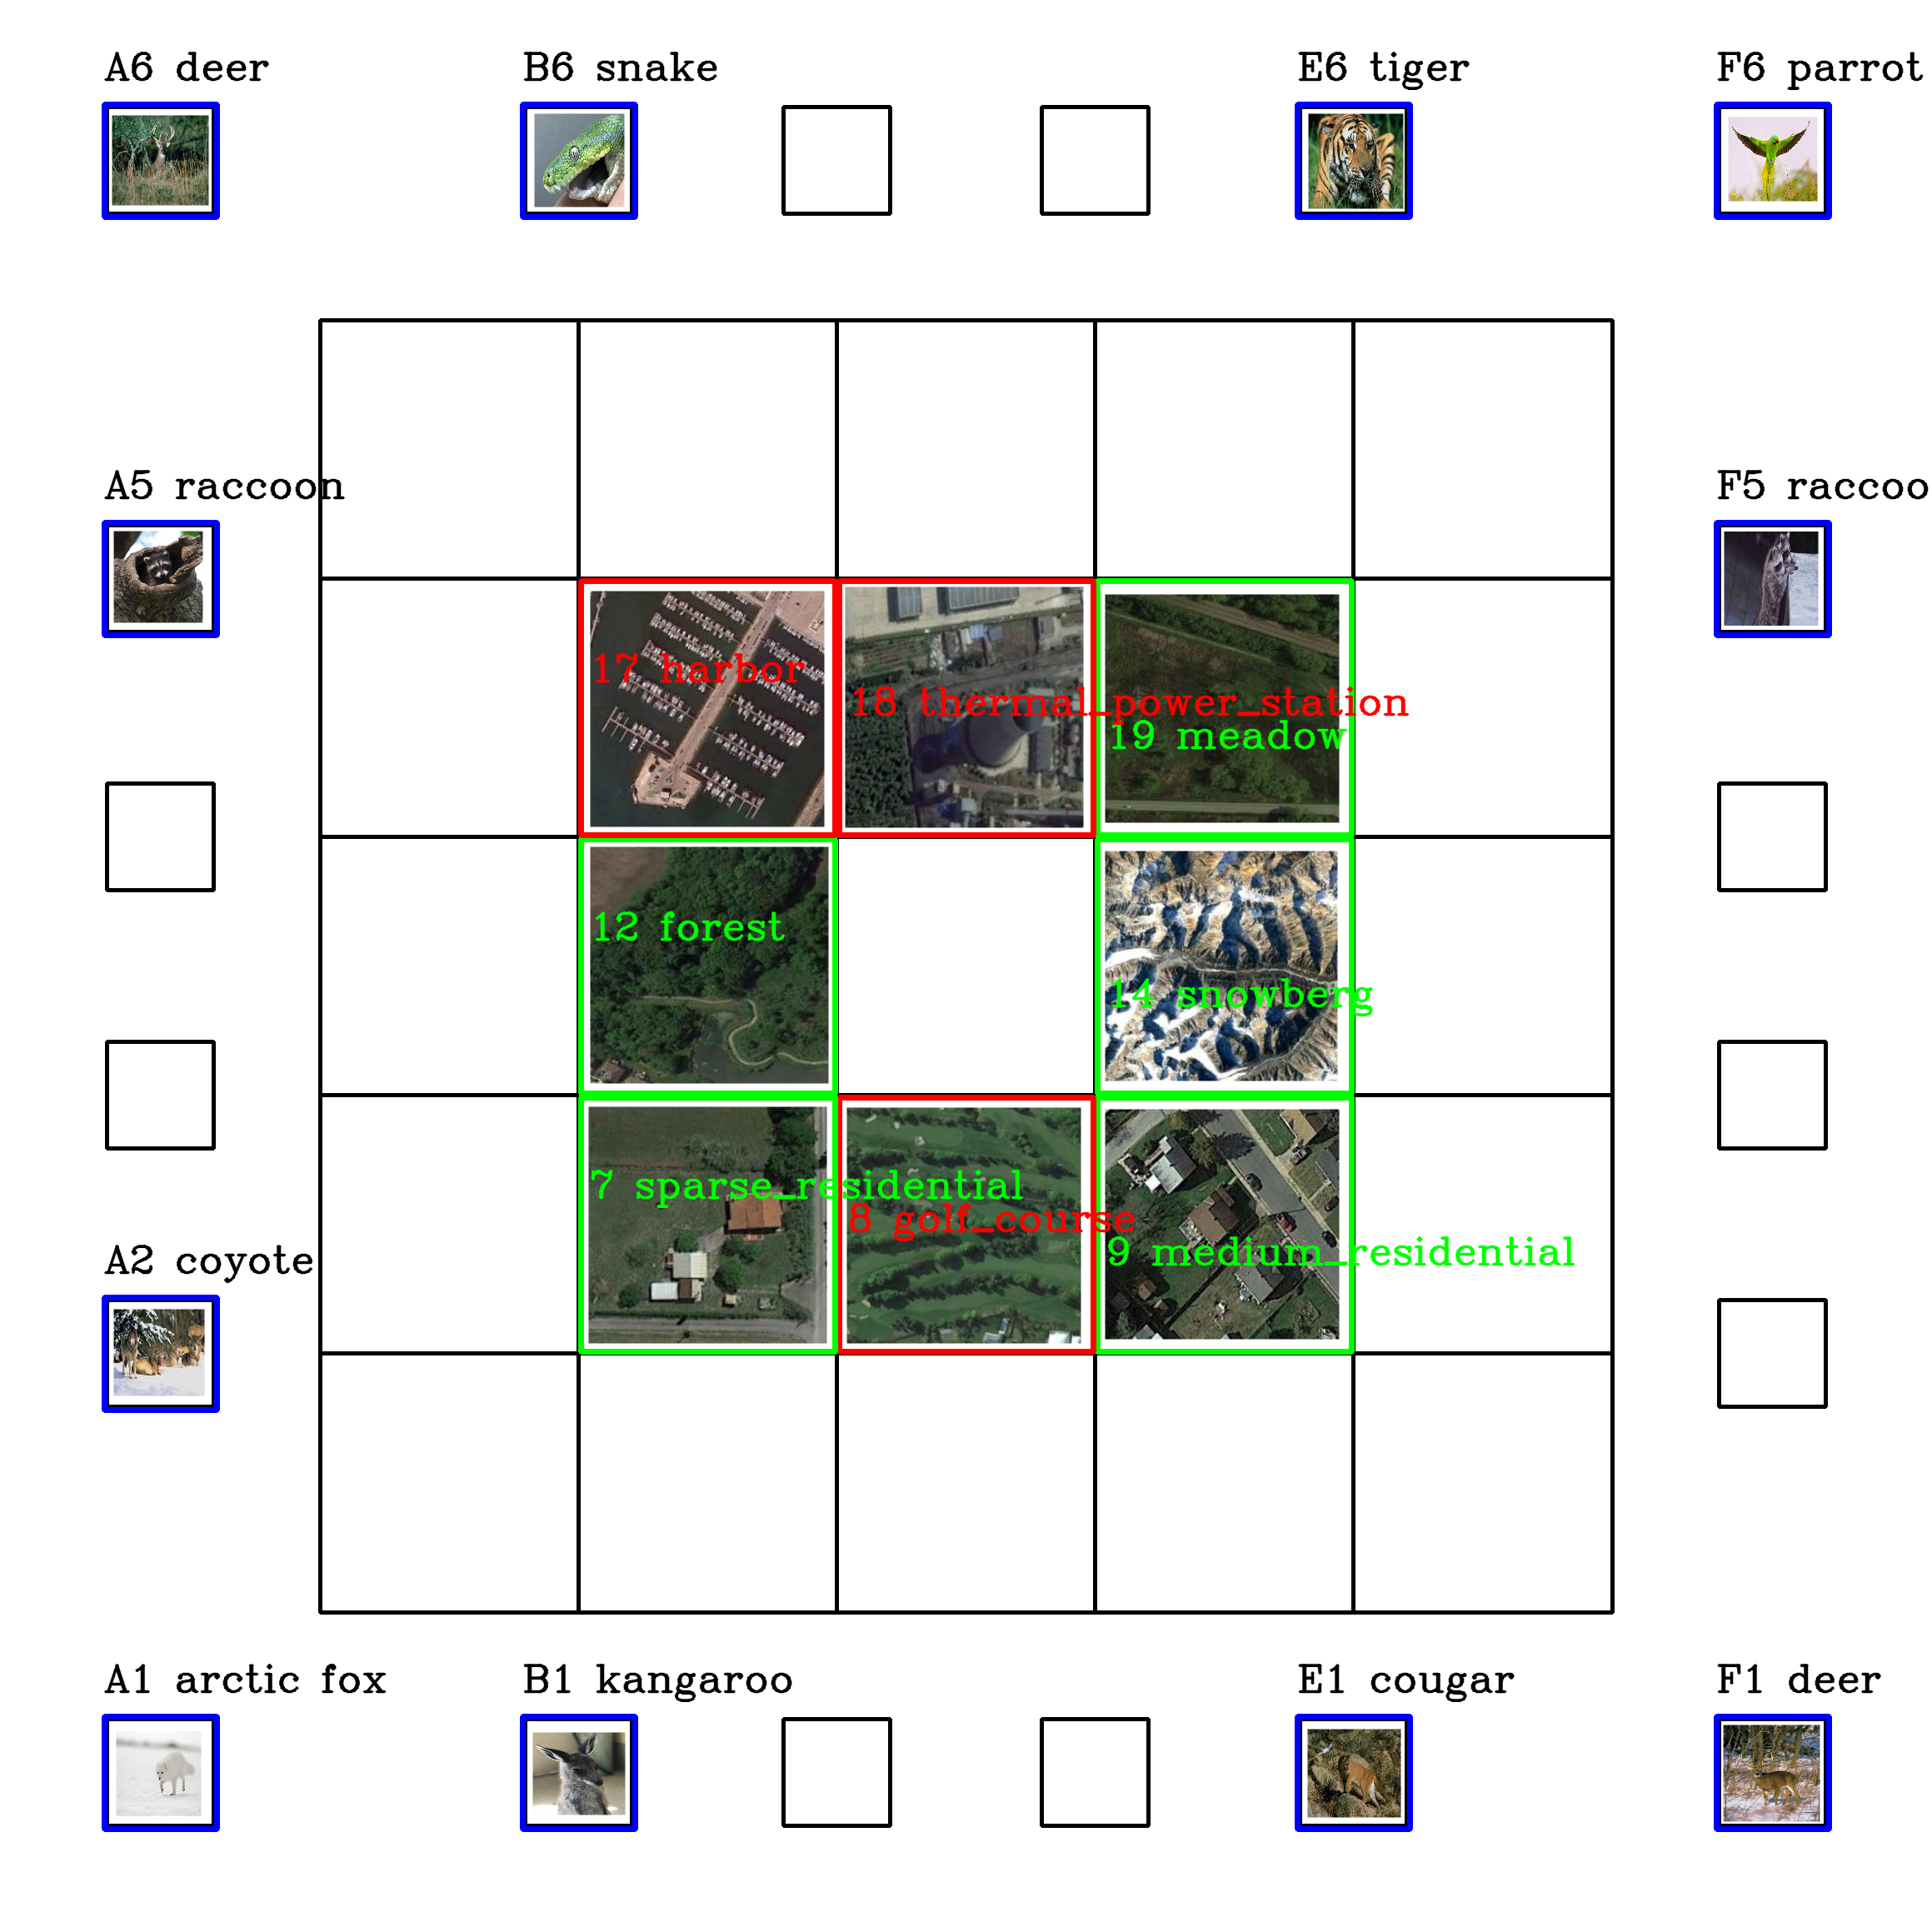 A6 deer
B6 snake
E6 tiger
F6 parrot
A5 raccoon
F5 raccoo
17 harbor
18 thermal_power_station
19 meadow
12 forest
14 snowberg
7 sparse_residential
8 golf_course
9 medium_residential
A2 coyote
A1 arctic fox
B1 kangaroo
E1 cougar
F1 deer